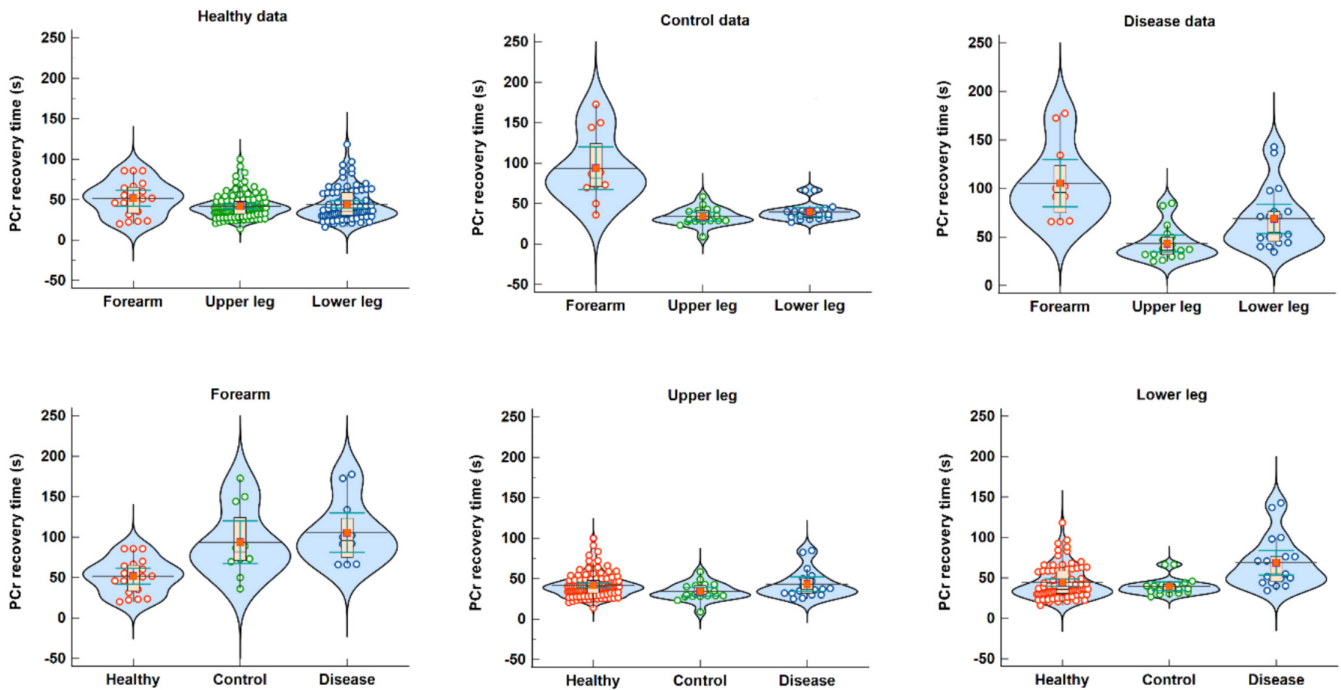 Healthy data
PCr recovery time (s)
250
200
150
100
50
0
-50
Forearm Upper leg Lower leg
Control data
PCr recovery time (s)
250
200
150
100
50
0
-50
Forearm Upper leg Lower leg
Disease data
PCr recovery time (s)
250
200
150
100
50
0
Forearm Upper leg Lower leg
Forearm
PCr recovery time (s)
250
200
150
100
50
0
-50
Healthy Control Disease
Upper leg
PCr recovery time (s)
250
200
150
100
50
0
-50
Healthy Control Disease
Lower leg
PCr recovery time (s)
250
200
150
100
50
0
-50
Healthy Control Disease